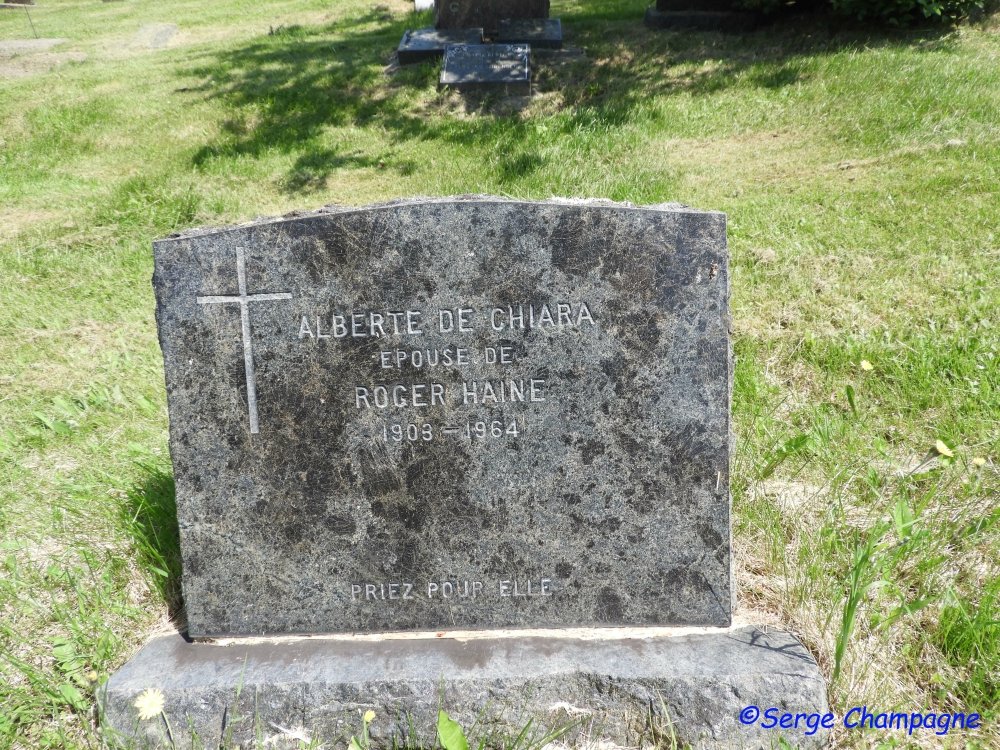 ALBERTE DE CHIARA
EPOUSE DE
ROGER HAINE
1903 - 1964
PRIEZ POUR ELLE
©Serge Champagne